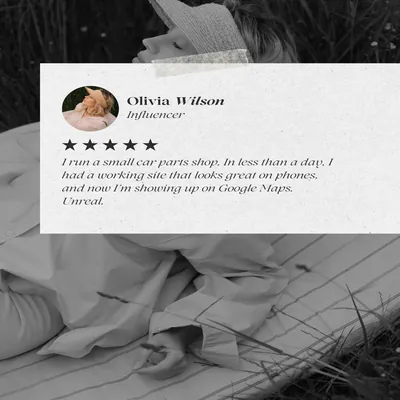 Olivia Wilson
Influencer
★★★★★
I run a small car parts shop. In less than a day, I
had a working site that looks great on phones,
and now I'm showing up on Google Maps.
Unreal.